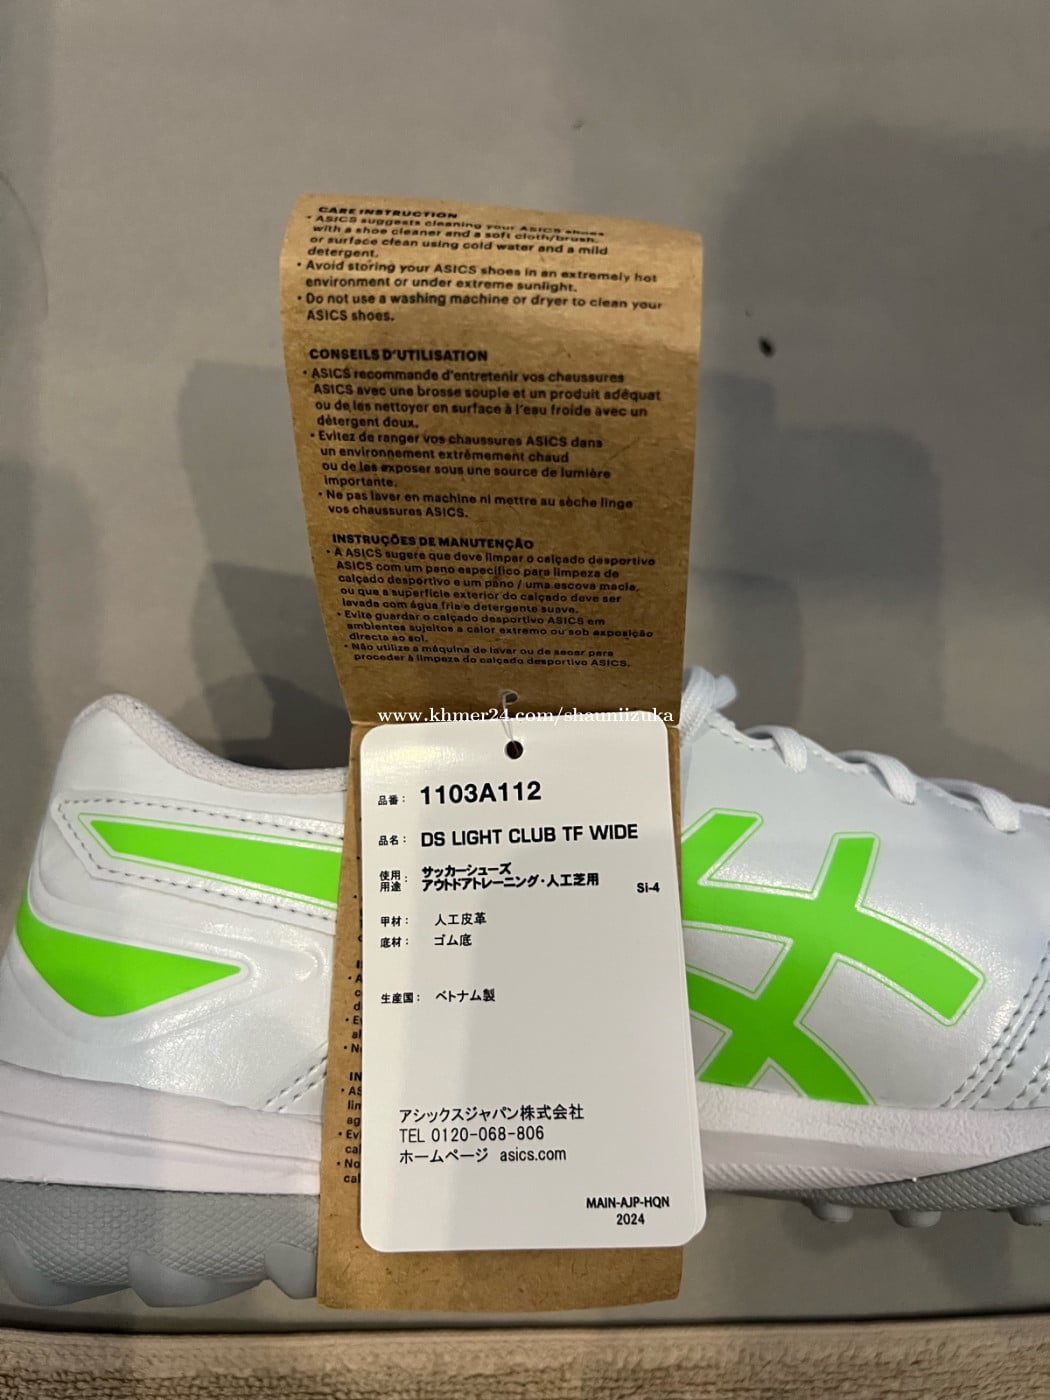 CARE INSTRUCTION
• ASICS suggests cleaning your ASICS shoes
with a shoe cleaner and a soft cloth/brush.
or surface clean using cold water and a mild
detergent.
• Avoid storing your ASICS shoes in an extremely hot
environment or under extreme sunlight.
• Do not use a washing machine or dryer to clean your
ASICS shoes.
CONSEILS D'UTILISATION
• ASICS recommande d'entretenir vos chaussures
ASICS avec une brosse souple et un produit adéquat
ou de les nettoyer en surface à l'eau froide avec un
détergent doux.
• Evitez de ranger vos chaussures ASICS dans
un environnement extrêmement chaud
ou de les exposer sous une source de lumière
importante.
• Ne pas laver en machine ni mettre au sèche linge
vos chaussures ASICS.
INSTRUÇÕES DE MANUTENÇÃO
• A ASICS sugere que deve limpar o calçado desportivo
ASICS com um pano específico para limpeza de
calçado desportivo e um pano / uma escova macia,
ou que a superfície exterior do calçado deve ser
lavada com água fria e detergente suave.
• Evite guardar o calçado desportivo ASICS em
ambientes sujeitos a calor extremo ou sob exposição
directa ao sol.
• Não utilize a máquina de lavar ou de secar para
proceder à limpeza do calçado desportivo ASICS.
www.khmer24.com/shauniizuka
品番： 1103A112
品名： DS LIGHT CLUB TF WIDE
使用用途： サッカーシューズ
アウトドアトレーニング・人工芝用
Si-4
甲材： 人工皮革
底材： ゴム底
生産国： ベトナム製
アシックスジャパン株式会社
TEL 0120-068-806
ホームページ asics.com
MAIN-AJP-HQN
2024